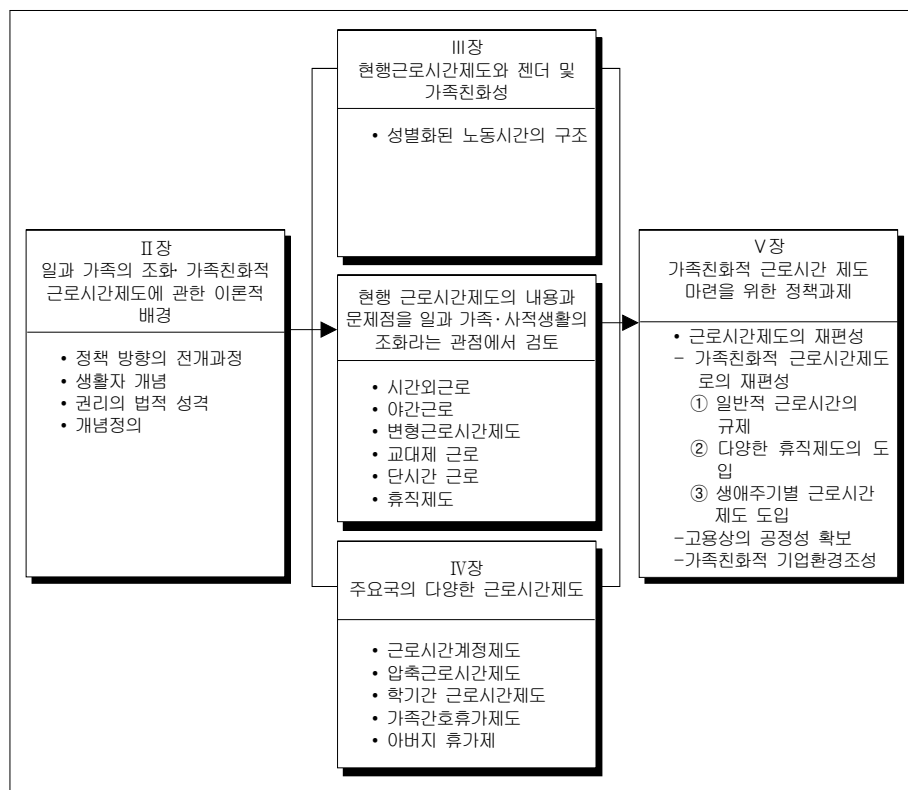 Ⅲ장
현행근로시간제도와 젠더 및
가족친화성
• 성별화된 노동시간의 구조
Ⅱ장
일과 가족의 조화·가족친화적
근로시간제도에 관한 이론적
배경
• 정책 방향의 전개과정
• 생활자 개념
• 권리의 법적 성격
• 개념정의
현행 근로시간제도의 내용과
문제점을 일과 가족·사적생활의
조화라는 관점에서 검토
• 시간외근로
• 야간근로
• 변형근로시간제도
• 교대제 근로
• 단시간 근로
• 휴직제도
Ⅳ장
주요국의 다양한 근로시간제도
• 근로시간계정제도
• 압축근로시간제도
• 학기간 근로시간제도
• 가족간호휴가제도
• 아버지 휴가제
Ⅴ장
가족친화적 근로시간 제도
마련을 위한 정책과제
• 근로시간제도의 재편성
- 가족친화적 근로시간제도
로의 재편성
① 일반적 근로시간의
규제
② 다양한 휴직제도의 도
입
③ 생애주기별 근로시간
제도 도입
-고용상의 공정성 확보
-가족친화적 기업환경조성